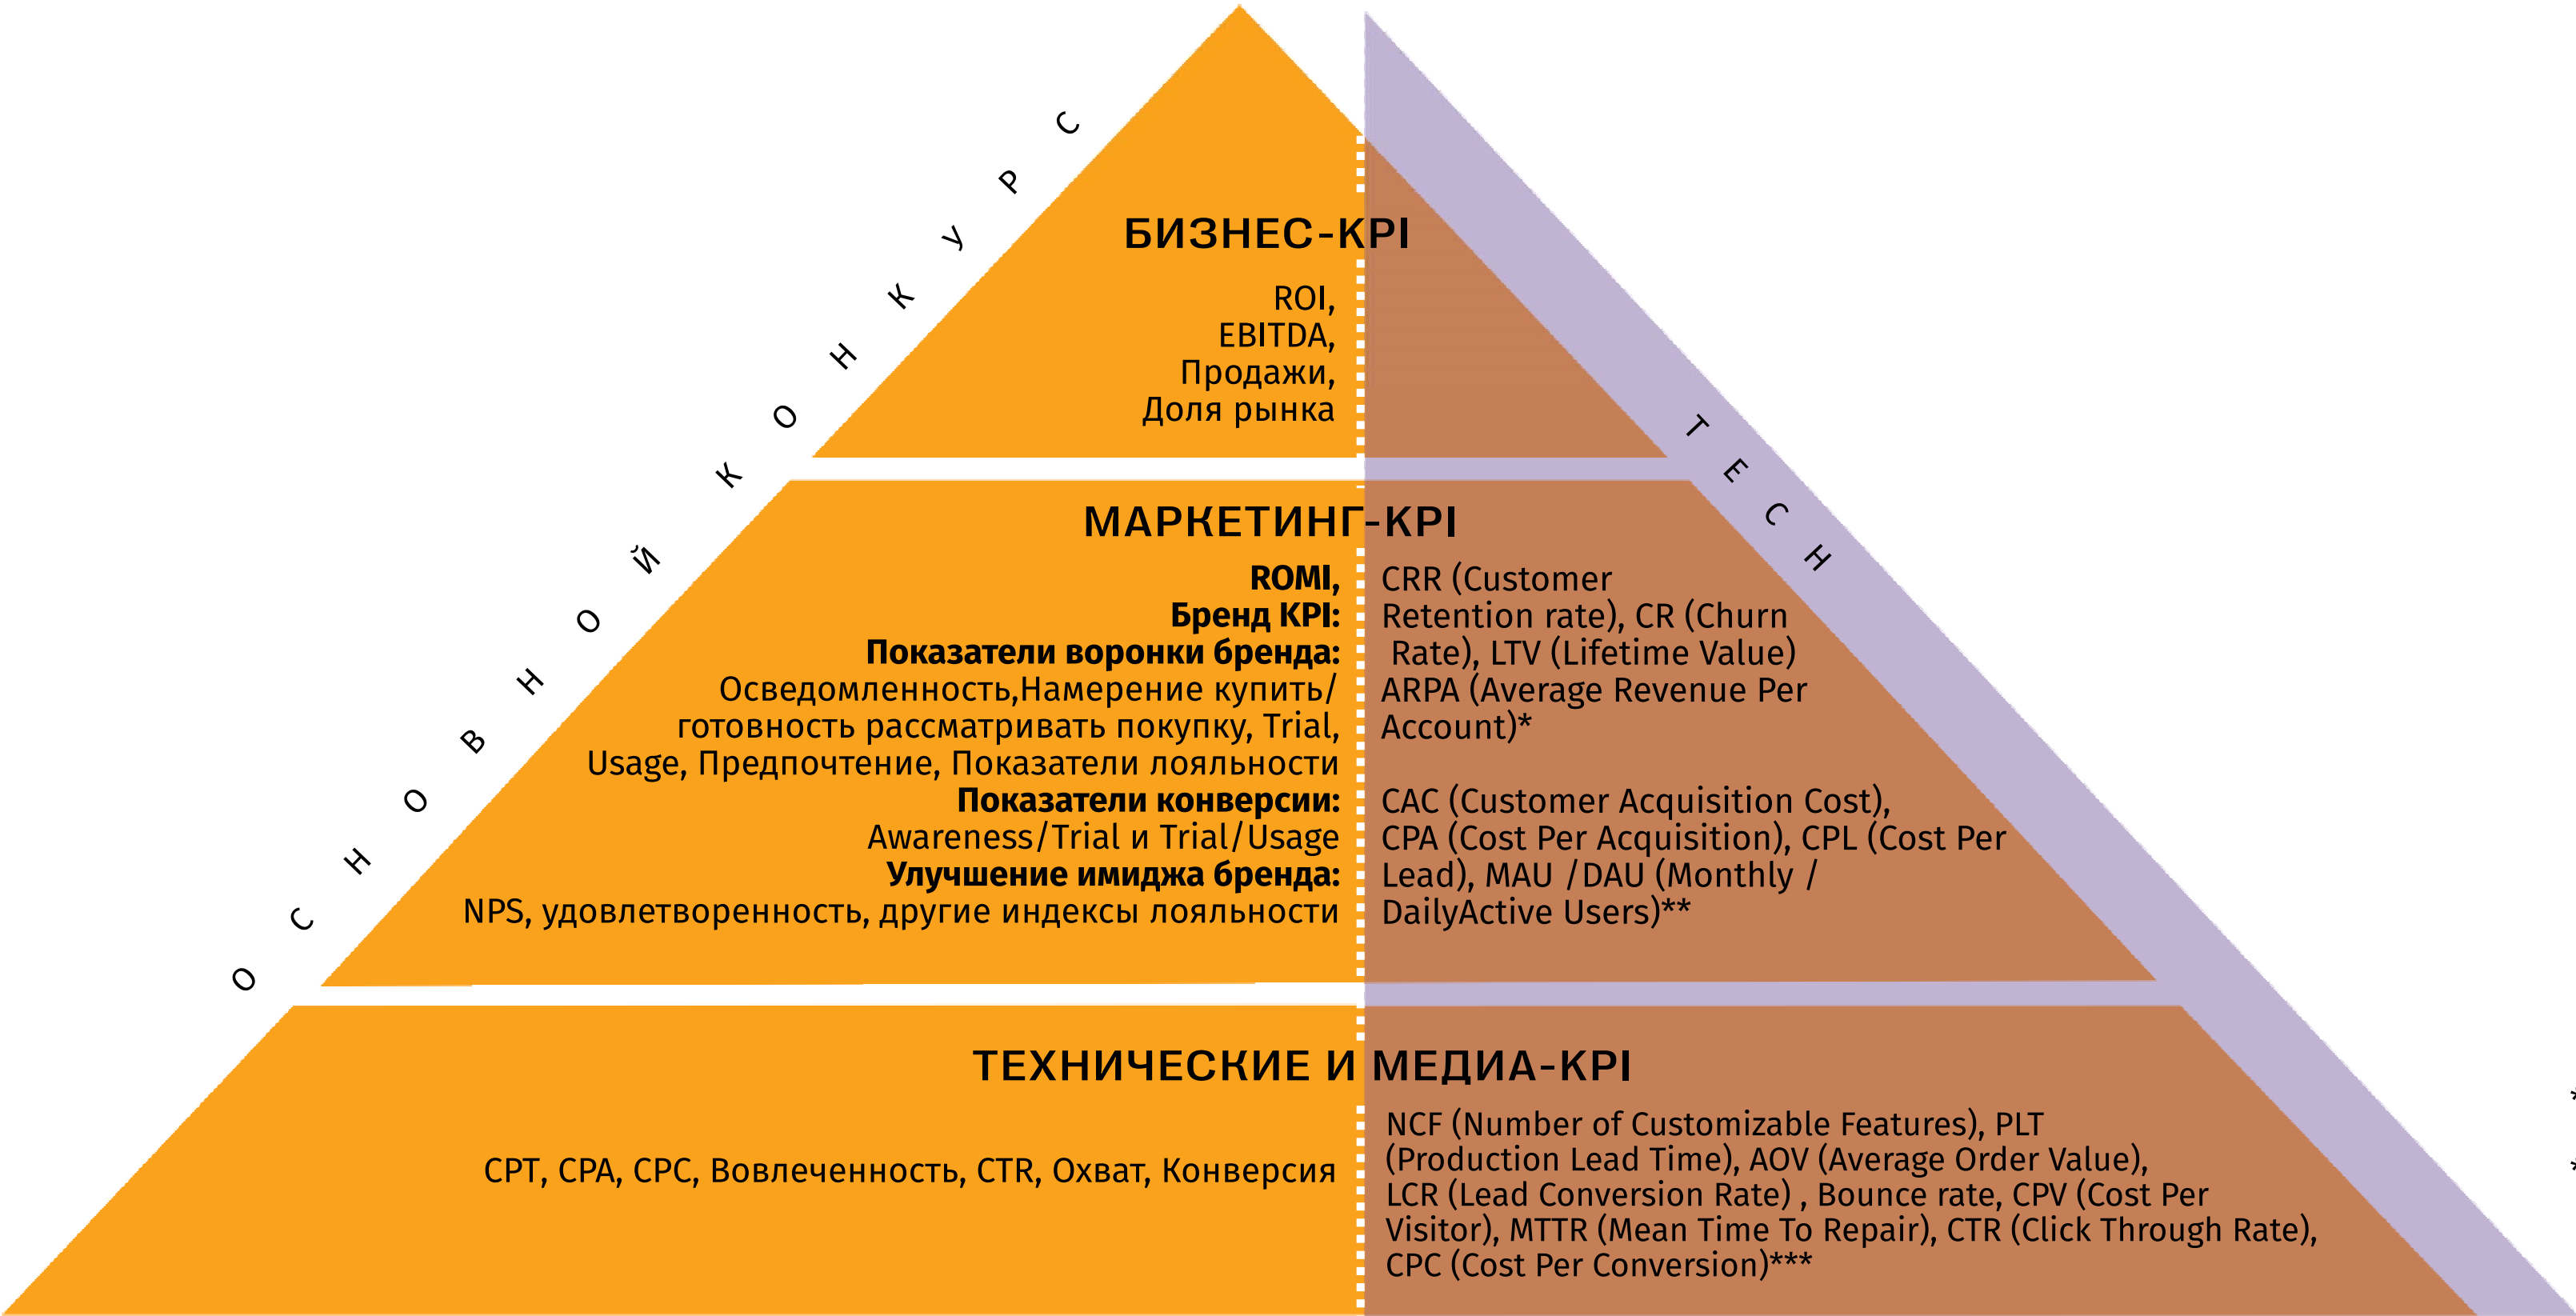 ОСНОВНОЙ КОНКУРС
ТЕСН
БИЗНЕС-KPI
ROI,
EBITDA,
Продажи,
Доля рынка
МАРКЕТИНГ-KPI
ROMI,
Бренд KPI:
Показатели воронки бренда:
Осведомленность,Намерение купить/
готовность рассматривать покупку, Trial,
Usage, Предпочтение, Показатели лояльности
Показатели конверсии:
Awareness/Trial и Trial/Usage
Улучшение имиджа бренда:
NPS, удовлетворенность, другие индексы лояльности
CRR (Customer
Retention rate), CR (Churn
Rate), LTV (Lifetime Value)
ARPA (Average Revenue Per
Account)*
CAC (Customer Acquisition Cost),
CPA (Cost Per Acquisition), CPL (Cost Per
Lead), MAU /DAU (Monthly /
DailyActive Users)**
ТЕХНИЧЕСКИЕ И МЕДИА-KPI
CPT, CPA, CPC, Вовлеченность, CTR, Охват, Конверсия
NCF (Number of Customizable Features), PLT
(Production Lead Time), AOV (Average Order Value),
LCR (Lead Conversion Rate) , Bounce rate, CPV (Cost Per
Visitor), MTTR (Mean Time To Repair), CTR (Click Through Rate),
CPC (Cost Per Conversion)***